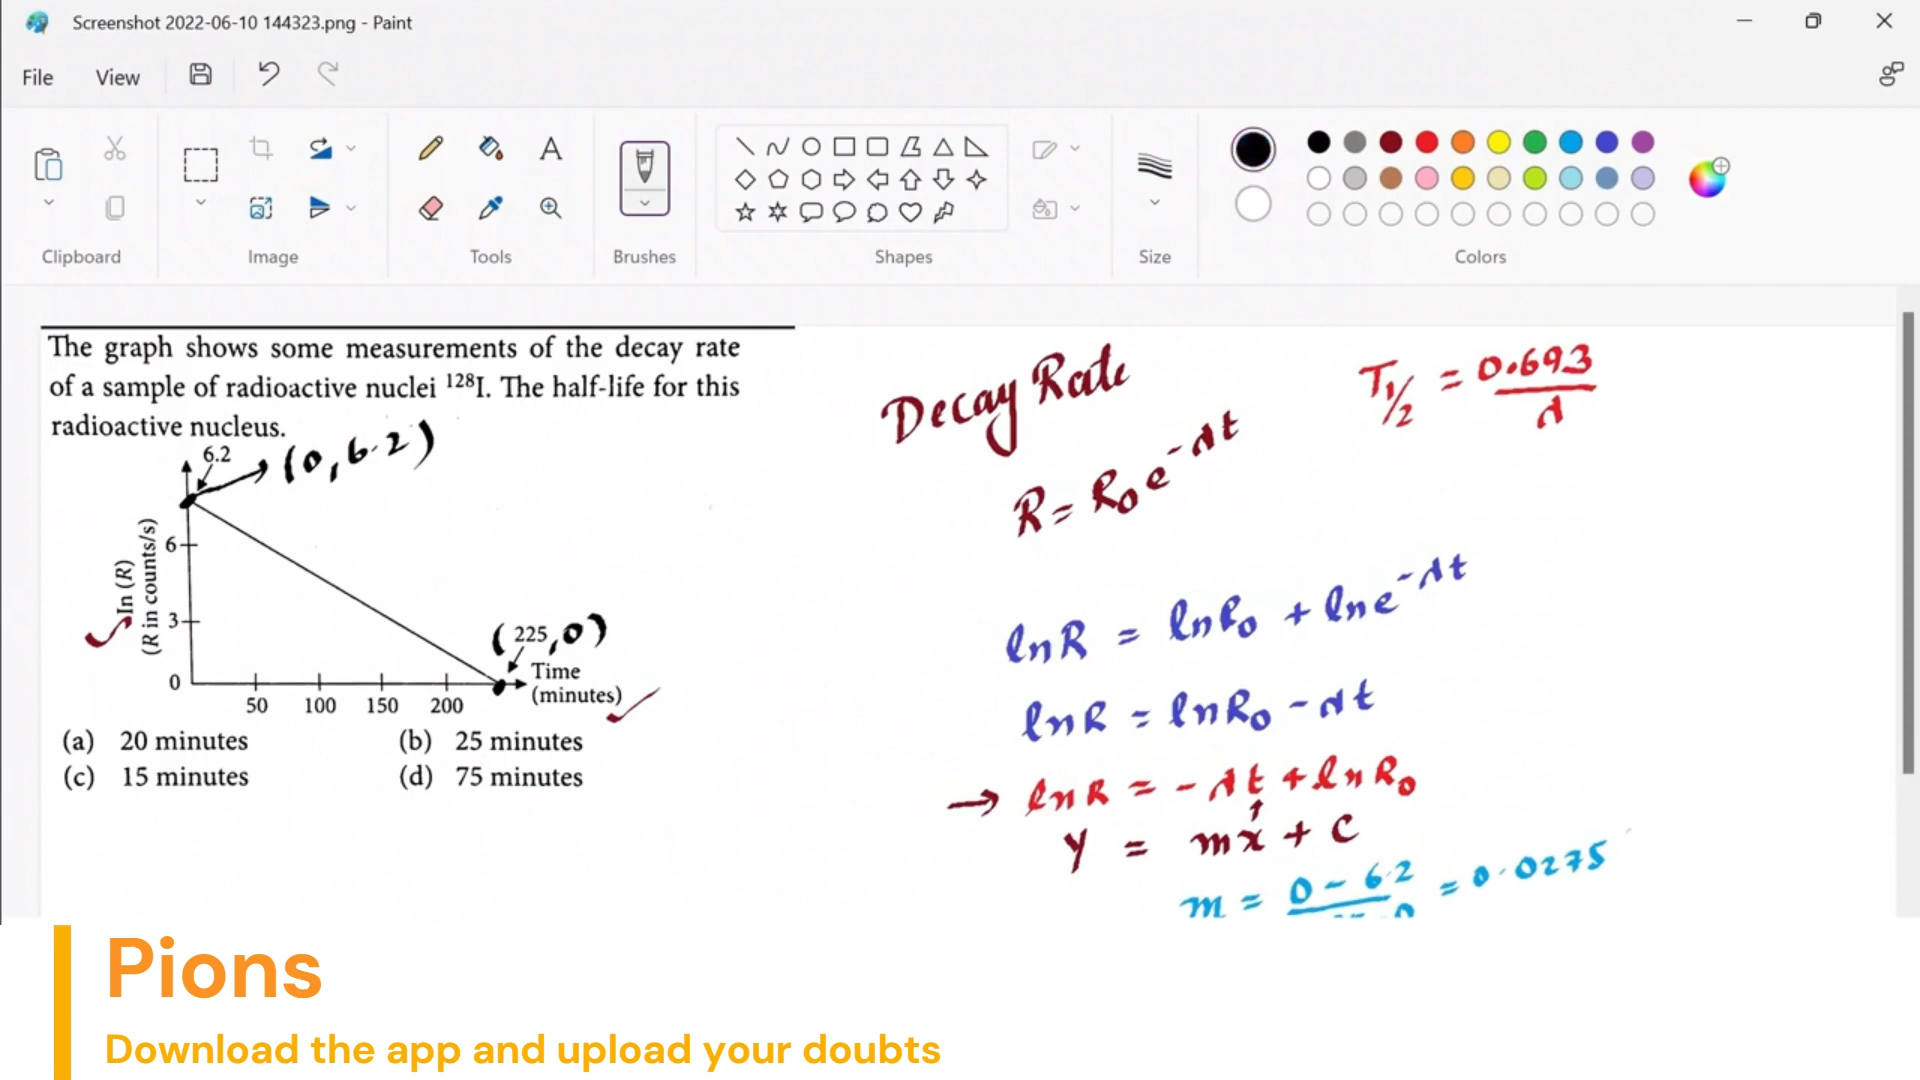 Screenshot 2022-06-10 144323.png - Paint
File View
Clipboard Image Tools Brushes Shapes Size Colors
The graph shows some measurements of the decay rate
of a sample of radioactive nuclei ¹²⁸I. The half-life for this
radioactive nucleus.
6.2
(0, 6.2)
ln (R)
(R in counts/s)
6
3
0
50 100 150 200
(225,0)
Time
(minutes)
(a) 20 minutes (b) 25 minutes
(c) 15 minutes (d) 75 minutes
Decay Rate
R = R₀e^-λt
T½ = 0.693/λ
lnR = lnR₀ + lne^-λt
lnR = lnR₀ - λt
→ lnR = -λt + lnR₀
Y = mx + C
m = 0 - 6.2 = 0.0275
Pions
Download the app and upload your doubts